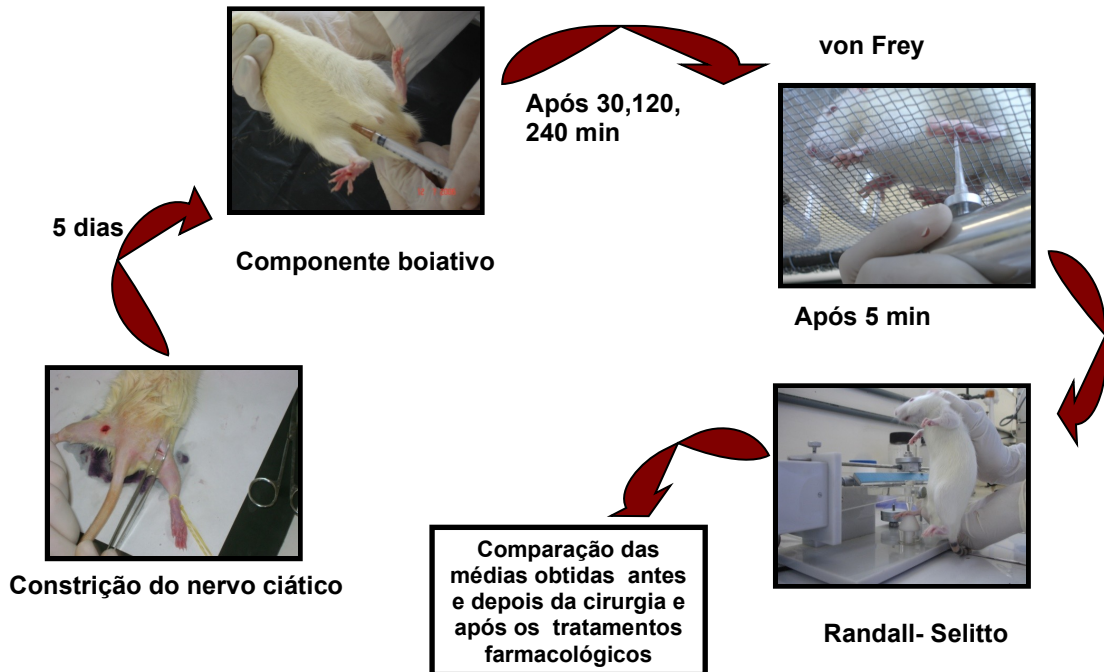 Constrição do nervo ciático
5 dias
Componente boiativo
Após 30,120,
240 min
von Frey
Após 5 min
Randall- Selitto
Comparação das
médias obtidas antes
e depois da cirurgia e
após os tratamentos
farmacológicos